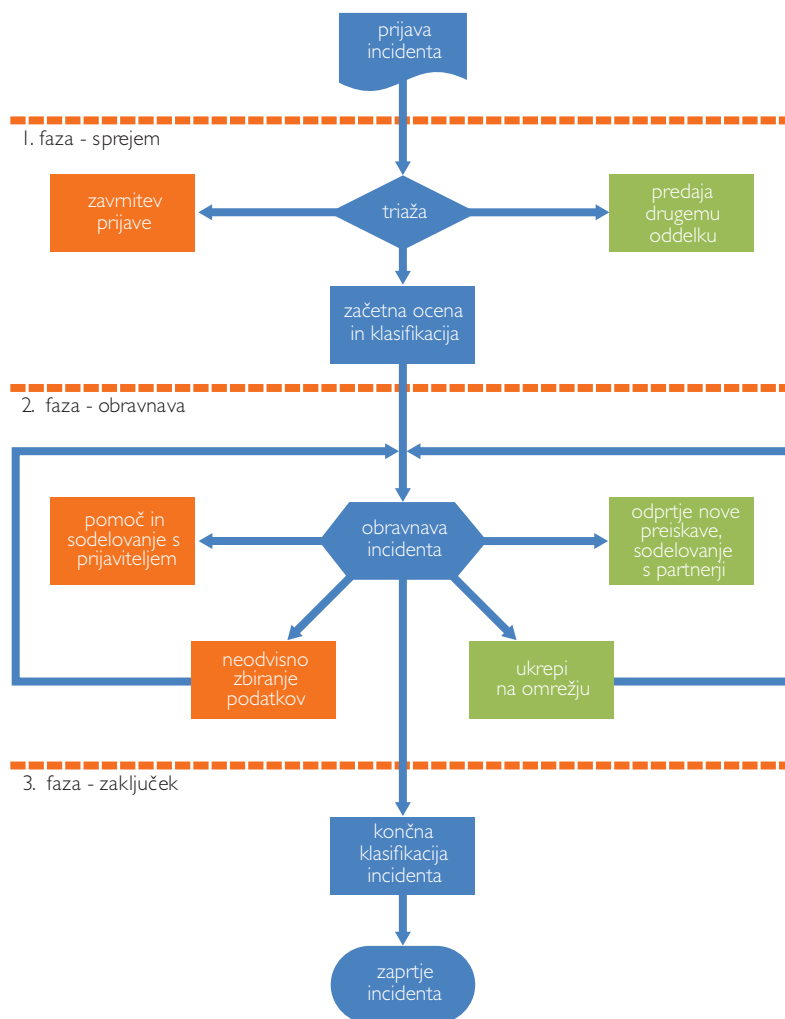 prijava
incidenta
1. faza - sprejem
zavrnitev
prijave
triaža
predaja
drugemu
oddelku
začetna ocena
in klasifikacija
2. faza - obravnava
pomoč in
sodelovanje s
prijaviteljem
obravnava
incidenta
odprtje nove
preiskave,
sodelovanje
s partnerji
neodvisno
zbiranje
podatkov
ukrepi
na omrežju
3. faza - zaključek
končna
klasifikacija
incidenta
zaprtje
incidenta